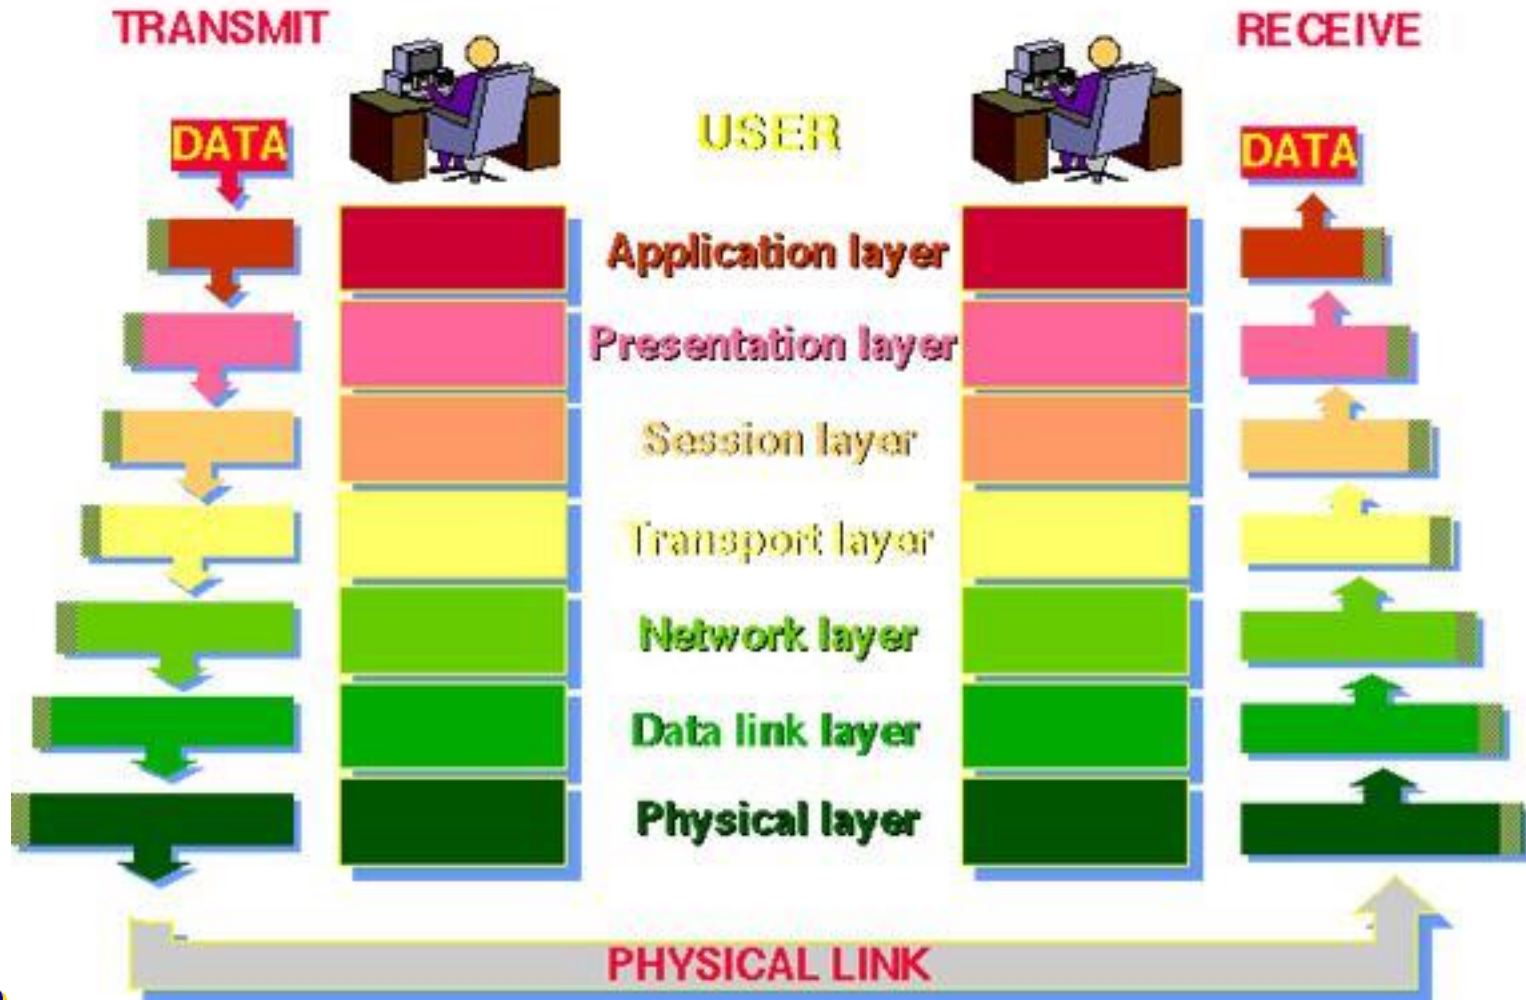 TRANSMIT
RECEIVE
DATA
USER
DATA
Application layer
Presentation layer
Session layer
Transport layer
Network layer
Data link layer
Physical layer
PHYSICAL LINK